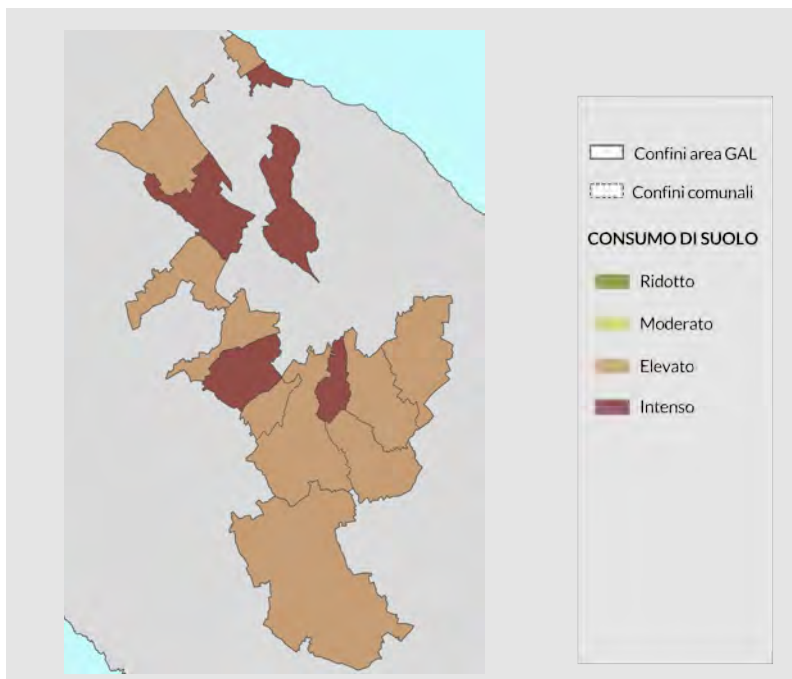 Confini area GAL
Confini comunali
CONSUMO DI SUOLO
Ridotto
Moderato
Elevato
Intenso